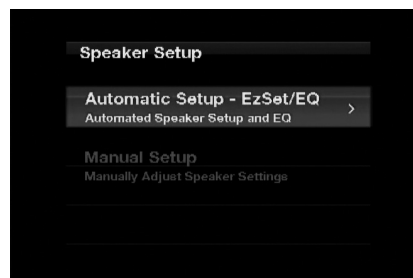 Speaker Setup
Automatic Setup - EzSet/EQ
Automated Speaker Setup and EQ
Manual Setup
Manually Adjust Speaker Settings